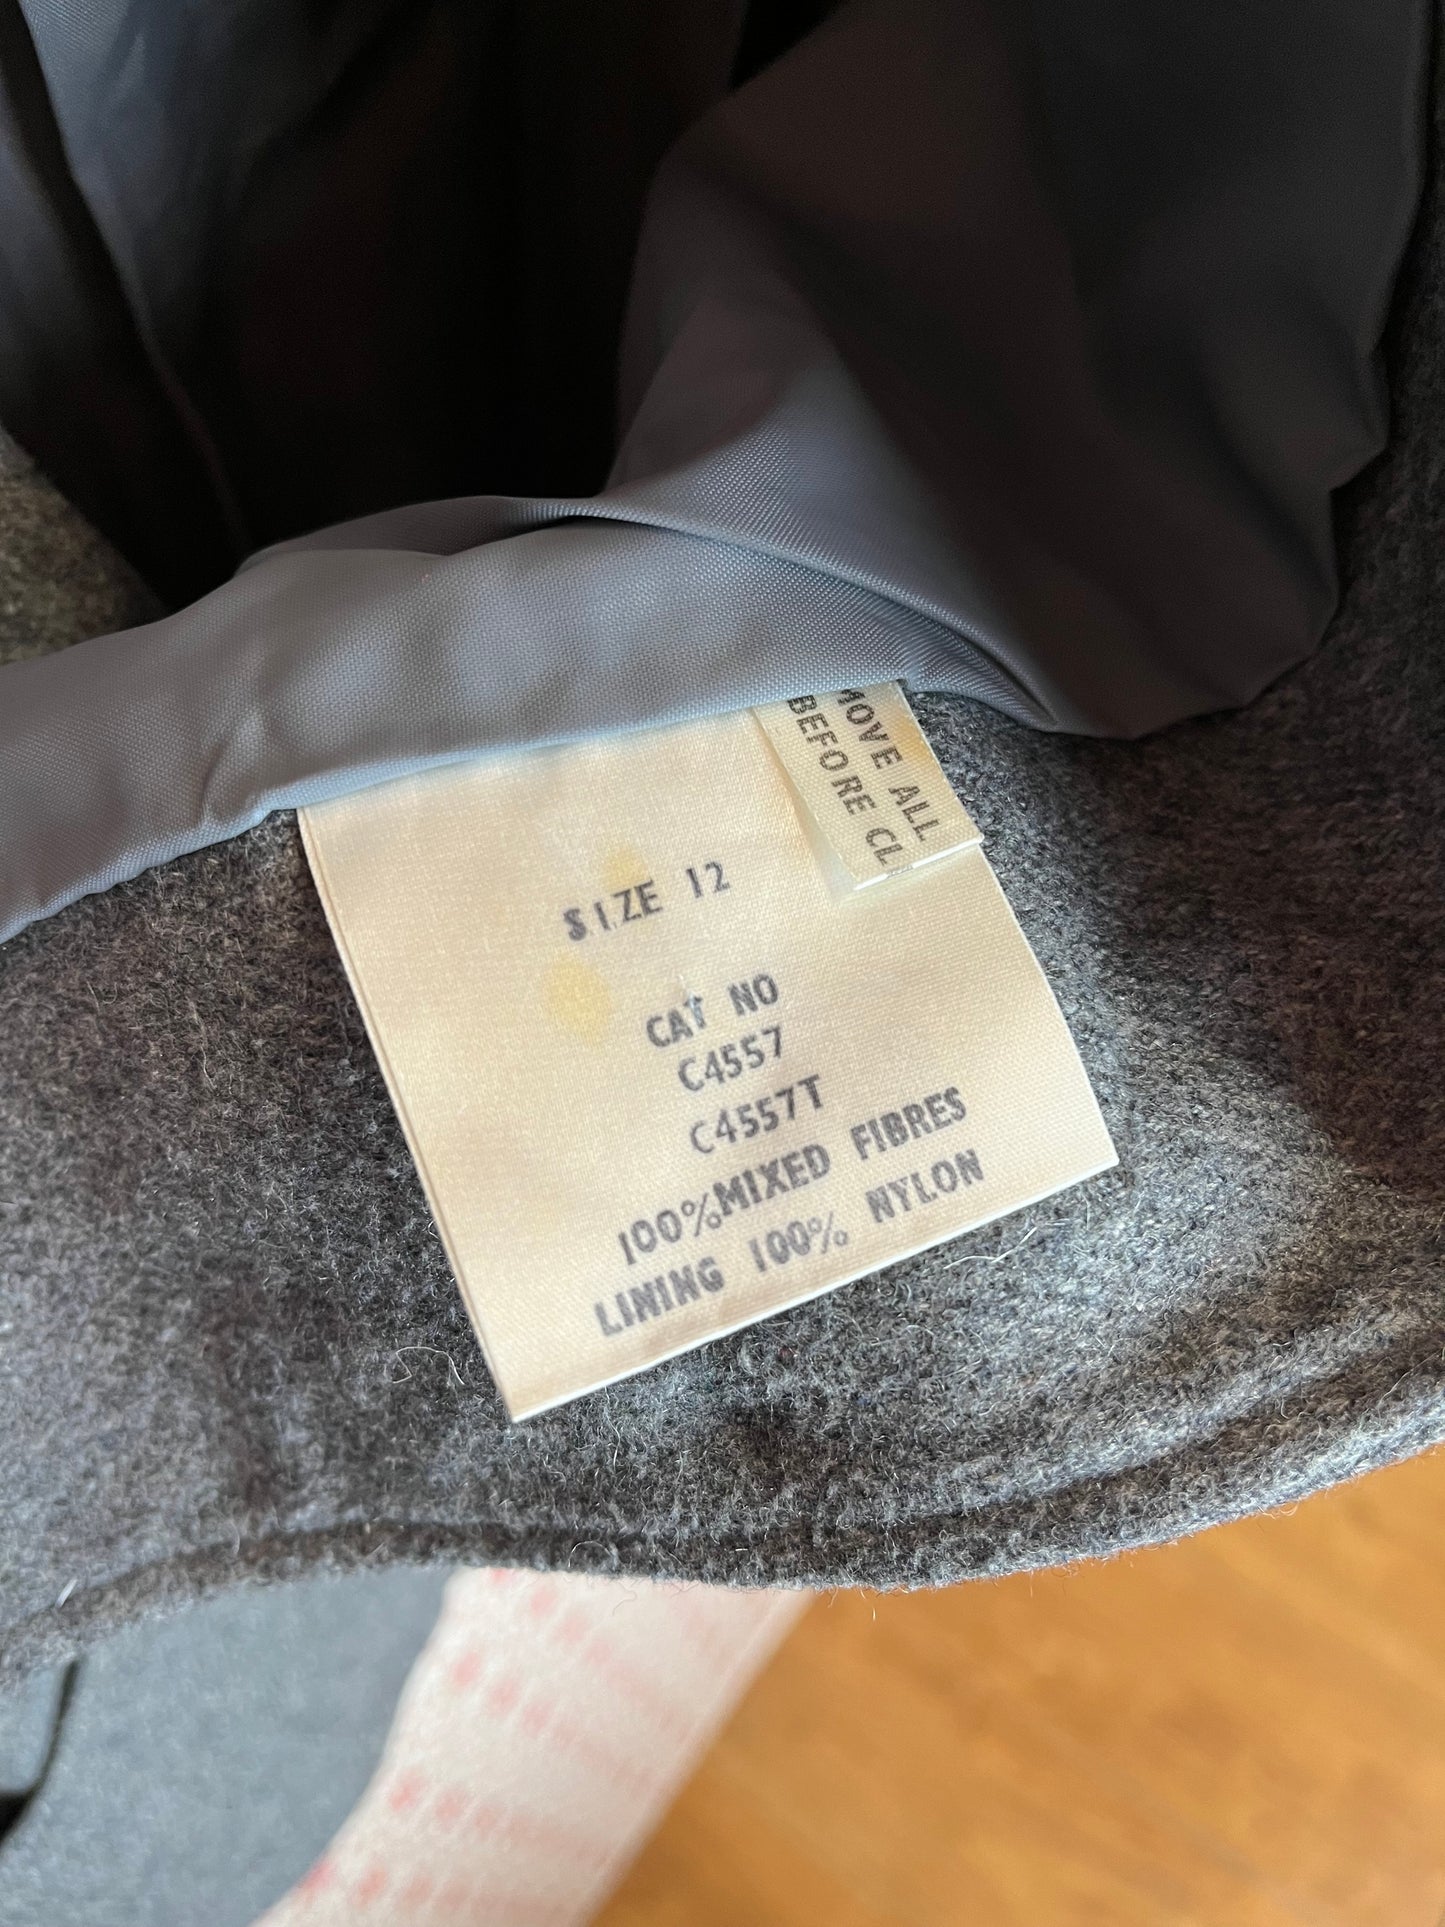 SIZE 12
CAT NO
C4557
C4557T
100%MIXED FIBRES
LINING 100% NYLON
MOVE ALL
BEFORE CL